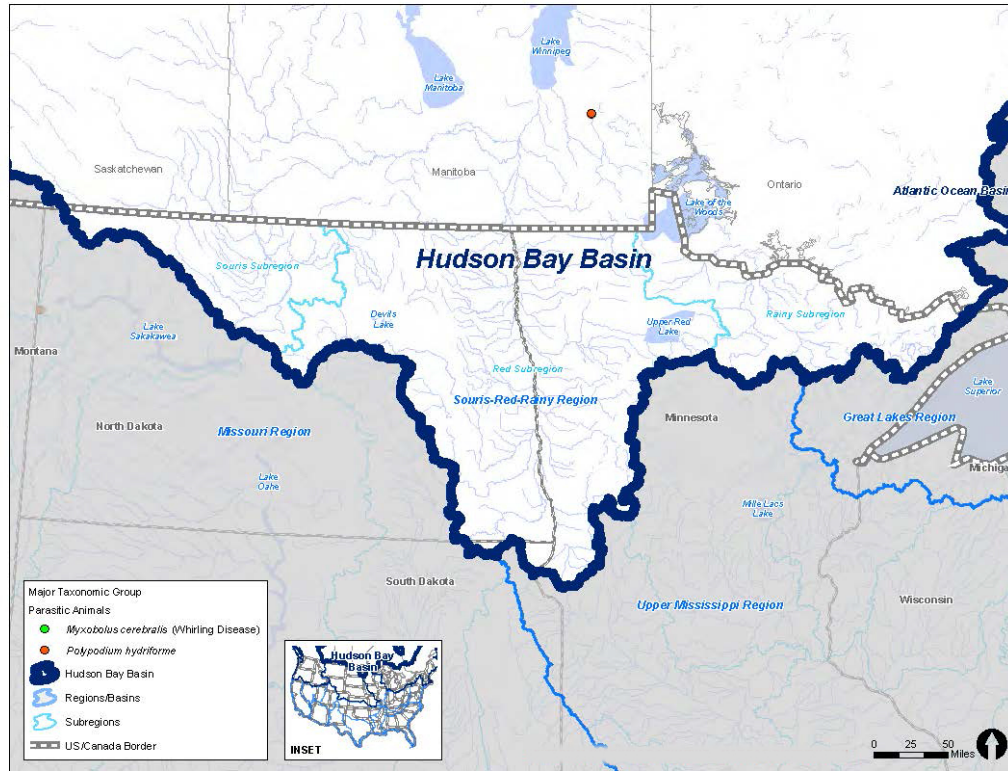 Lake
Winnipeg
Lake
Manitoba
Saskatchewan
Manitoba
Ontario
Atlantic Ocean Basin
Lake of the
Woods
Hudson Bay Basin
Souris Subregion
Devils
Lake
Upper Red
Lake
Rainy Subregion
Lake
Sakakawea
Montana
Red Subregion
Souris-Red-Rainy Region
Lake
Superior
North Dakota
Missouri Region
Minnesota
Great Lakes Region
Michigan
Lake
Oahe
Mille Lacs
Lake
South Dakota
Upper Mississippi Region
Wisconsin
Major Taxonomic Group
Parasitic Animals
Myxobolus cerebralis (Whirling Disease)
Polypodium hydriforme
Hudson Bay Basin
Regions/Basins
Subregions
US/Canada Border
Hudson Bay
Basin
INSET
0 25 50
Miles